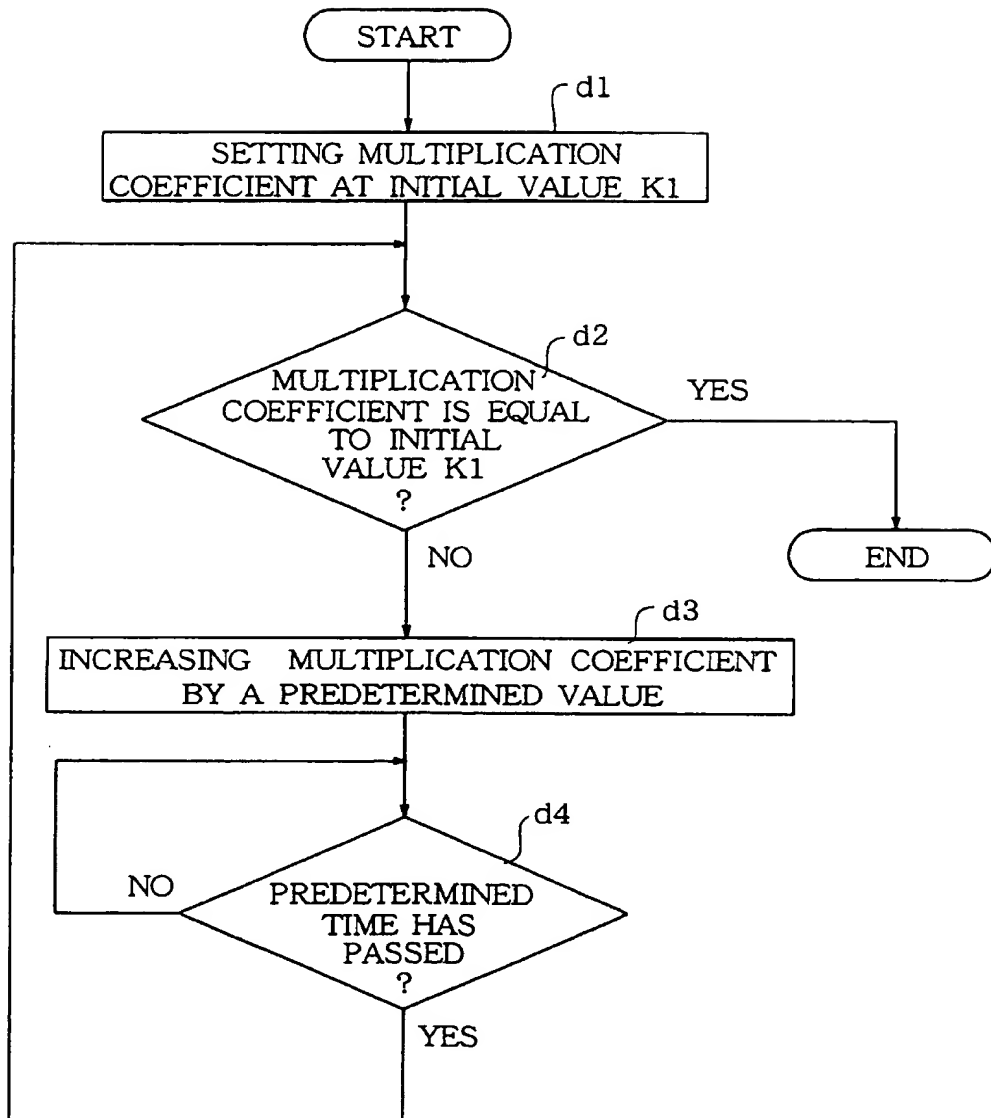 START
d1
SETTING MULTIPLICATION
COEFFICIENT AT INITIAL VALUE K1
d2
MULTIPLICATION
COEFFICIENT IS EQUAL
TO INITIAL
VALUE K1
?
YES
END
NO
d3
INCREASING MULTIPLICATION COEFFICIENT
BY A PREDETERMINED VALUE
d4
NO
PREDETERMINED
TIME HAS
PASSED
?
YES